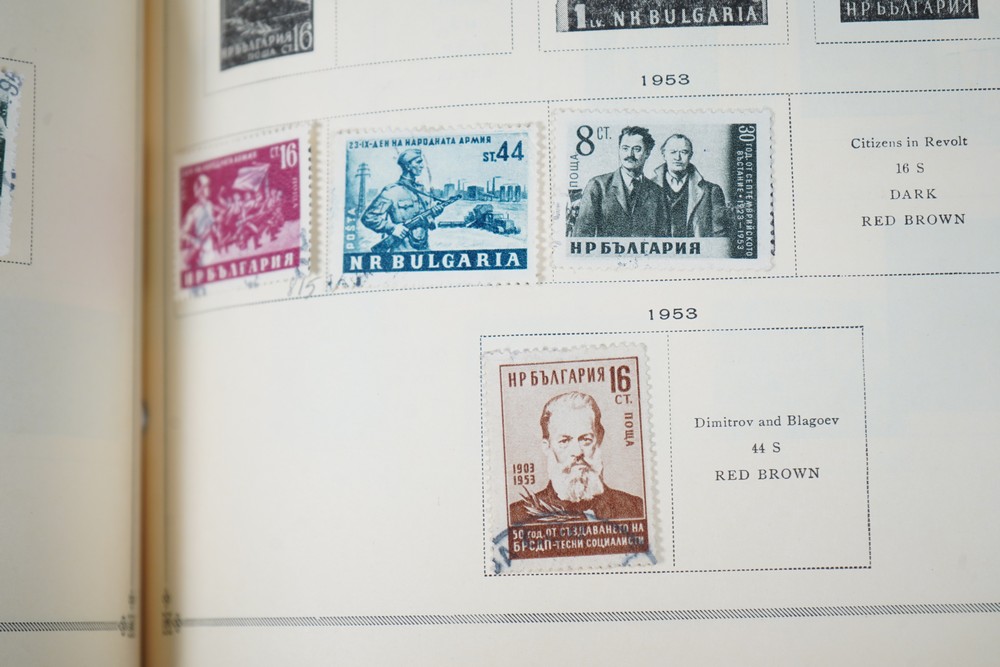 НР БЪЛГАРИЯ
СТ 16
1 LV. NR BULGARIA
НР БЪЛГАРИЯ
1953
СТ 16
ПОЩА
НР БЪЛГАРИЯ
23-IX-ДЕН НА НАРОДНАТА АРМИЯ
ST. 44
POSTA
NR BULGARIA
8 СТ.
ПОЩА
30 ГОД. ОТ СЕПТЕМВРИЙСКОТО
ВЪСТАНИЕ • 1923-1953
НР БЪЛГАРИЯ
Citizens in Revolt
16 S
DARK
RED BROWN
1953
НР БЪЛГАРИЯ 16
СТ.
ПОЩА
1903
1953
50 ГОД. ОТ СЪЗДАВАНЕТО НА
БРСДП-ТЕСНИ СОЦИАЛИСТИ
Dimitrov and Blagoev
44 S
RED BROWN